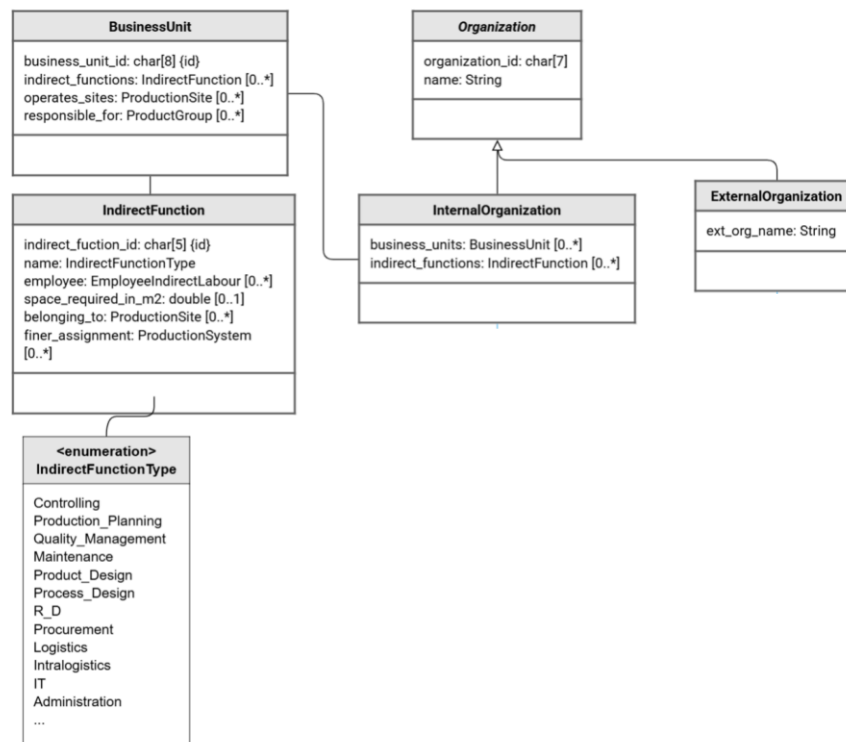 BusinessUnit
business_unit_id: char[8] {id}
indirect_functions: IndirectFunction [0..*]
operates_sites: ProductionSite [0..*]
responsible_for: ProductGroup [0..*]
Organization
organization_id: char[7]
name: String
IndirectFunction
indirect_fuction_id: char[5] {id}
name: IndirectFunctionType
employee: EmployeeIndirectLabour [0..*]
space_required_in_m2: double [0..1]
belonging_to: ProductionSite [0..*]
finer_assignment: ProductionSystem
[0..*]
InternalOrganization
business_units: BusinessUnit [0..*]
indirect_functions: IndirectFunction [0..*]
ExternalOrganization
ext_org_name: String
<enumeration>
IndirectFunctionType
Controlling
Production_Planning
Quality_Management
Maintenance
Product_Design
Process_Design
R_D
Procurement
Logistics
Intralogistics
IT
Administration
...